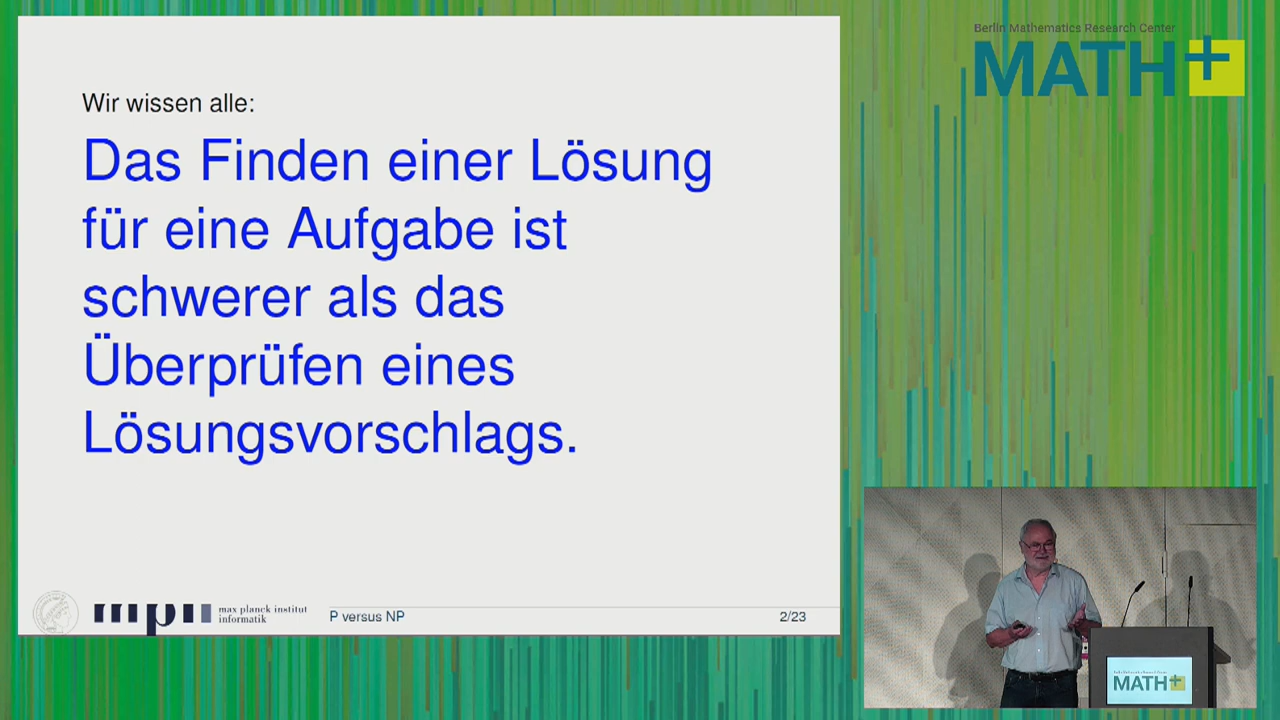 Berlin Mathematics Research Center
MATH+
Wir wissen alle:
Das Finden einer Lösung
für eine Aufgabe ist
schwerer als das
Überprüfen eines
Lösungsvorschlags.
mpii
max planck institut
informatik
P versus NP
2/23
MATH+